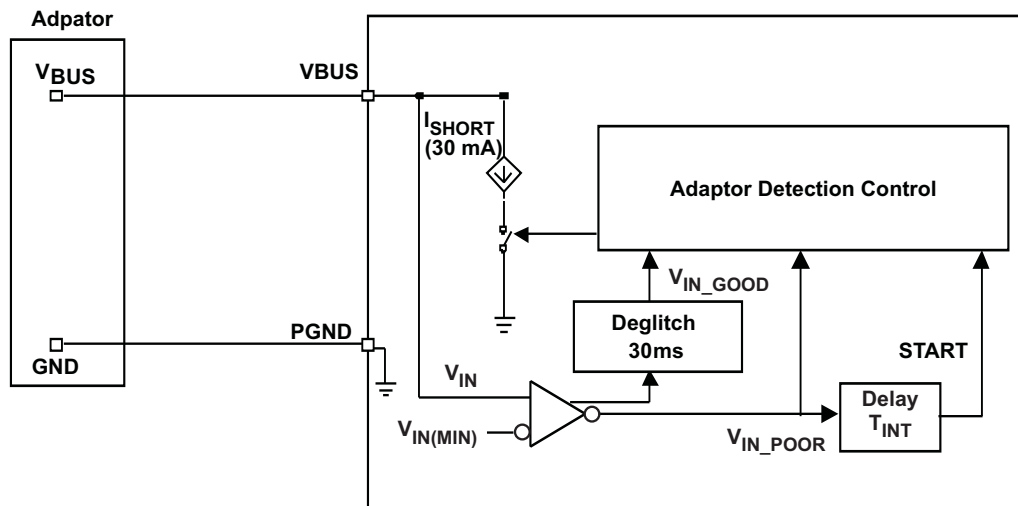 Adpator
VBUS
VBUS
ISHORT
(30 mA)
Adaptor Detection Control
VIN_GOOD
Deglitch
30ms
PGND
GND
START
VIN
Delay
TINT
VIN(MIN)
VIN_POOR